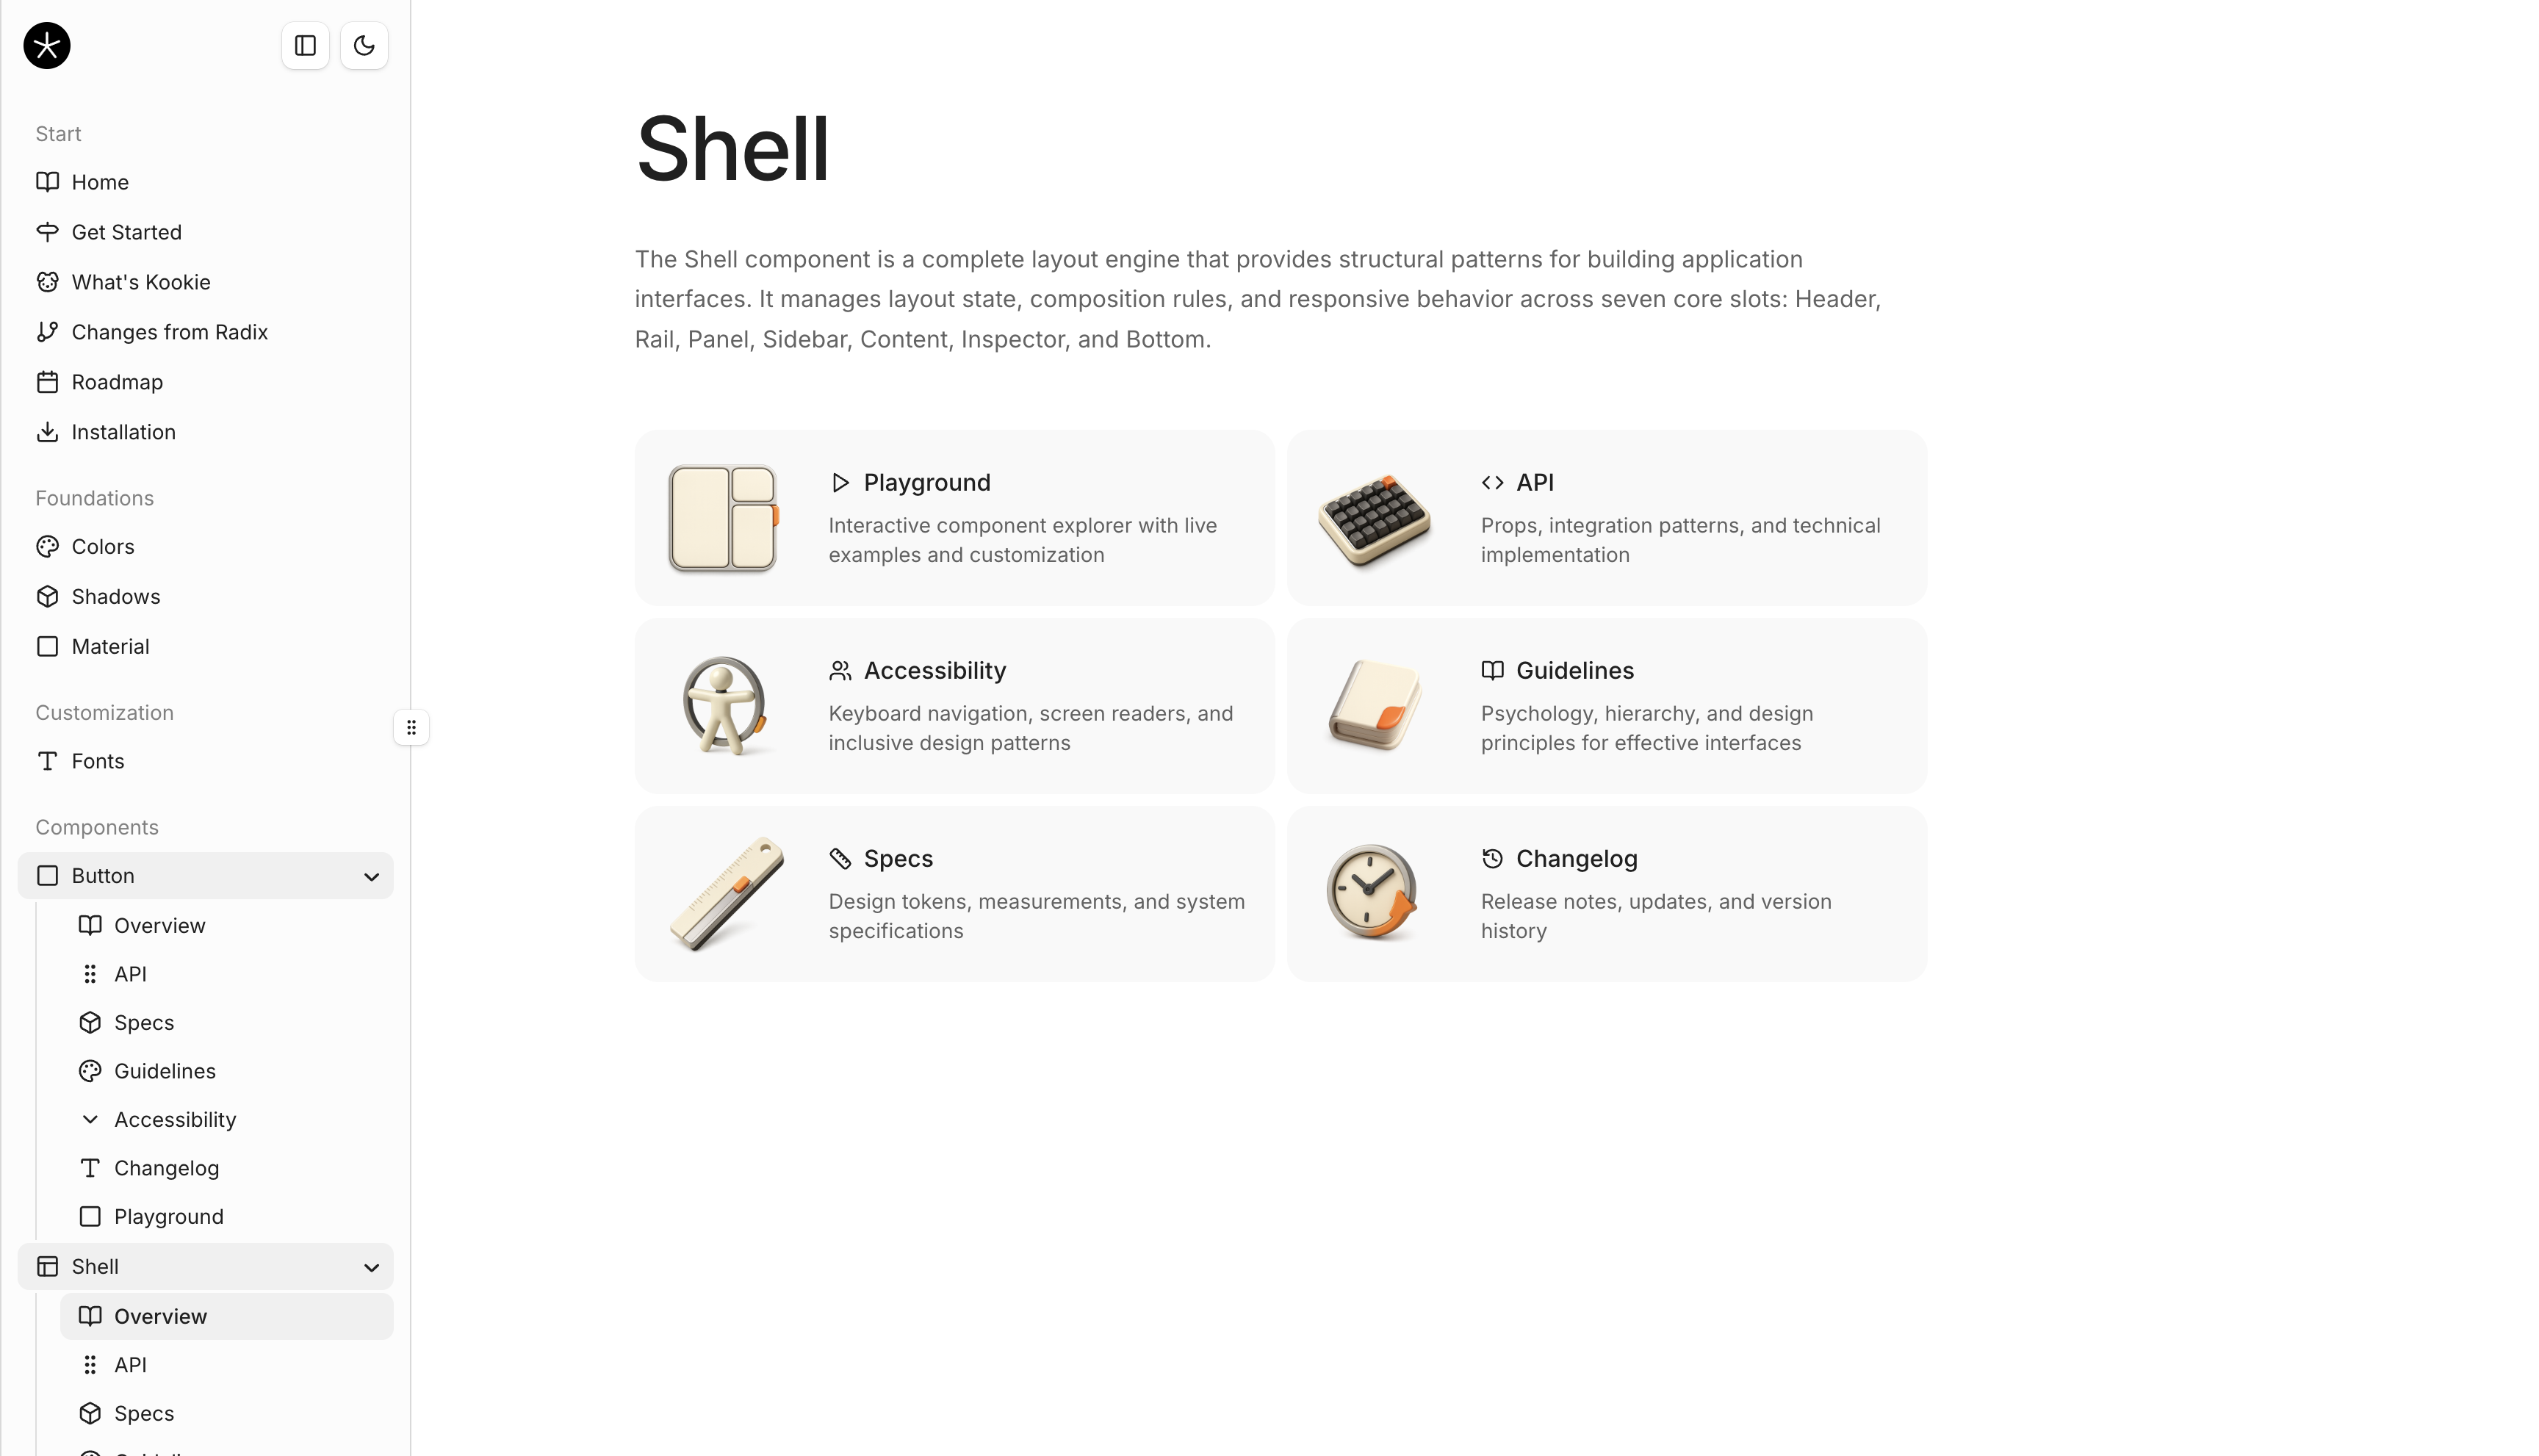 Start
Home
Get Started
What's Kookie
Changes from Radix
Roadmap
Installation
Foundations
Colors
Shadows
Material
Customization
Fonts
Components
Button
Overview
API
Specs
Guidelines
Accessibility
Changelog
Playground
Shell
Overview
API
Specs
Shell
The Shell component is a complete layout engine that provides structural patterns for building application
interfaces. It manages layout state, composition rules, and responsive behavior across seven core slots: Header,
Rail, Panel, Sidebar, Content, Inspector, and Bottom.
Playground
Interactive component explorer with live
examples and customization
API
Props, integration patterns, and technical
implementation
Accessibility
Keyboard navigation, screen readers, and
inclusive design patterns
Guidelines
Psychology, hierarchy, and design
principles for effective interfaces
Specs
Design tokens, measurements, and system
specifications
Changelog
Release notes, updates, and version
history